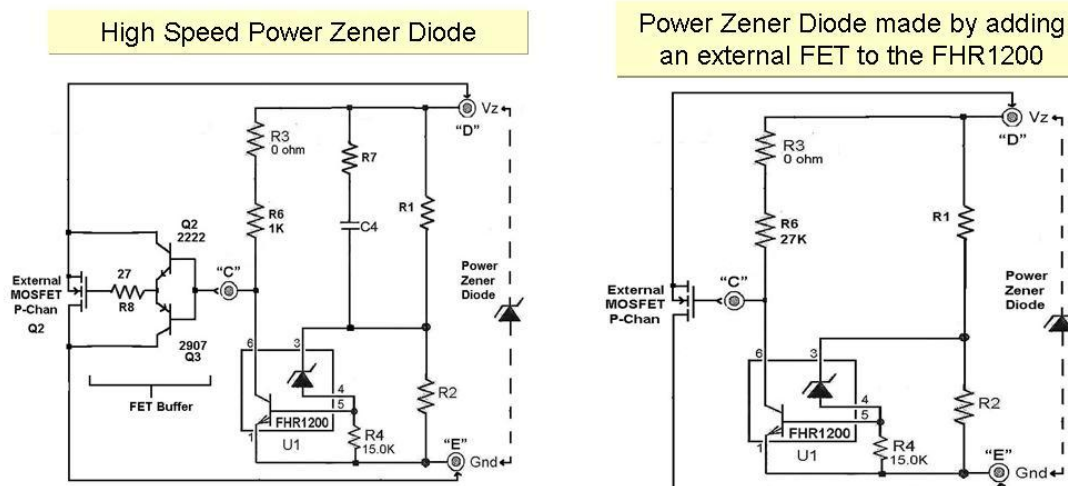 High Speed Power Zener Diode
Vz
"D"
R3
0 ohm
R7
R6
1K
R1
C4
Q2
2222
"C"
27
R8
External
MOSFET
P-Chan
Q2
2907
Q3
FET Buffer
Power
Zener
Diode
6
3
4
5
FHR1200
1
U1
R4
15.0K
R2
"E"
Gnd
Power Zener Diode made by adding
an external FET to the FHR1200
Vz
"D"
R3
0 ohm
R6
27K
R1
"C"
External
MOSFET
P-Chan
Power
Zener
Diode
6
3
4
5
FHR1200
1
U1
R4
15.0K
R2
"E"
Gnd